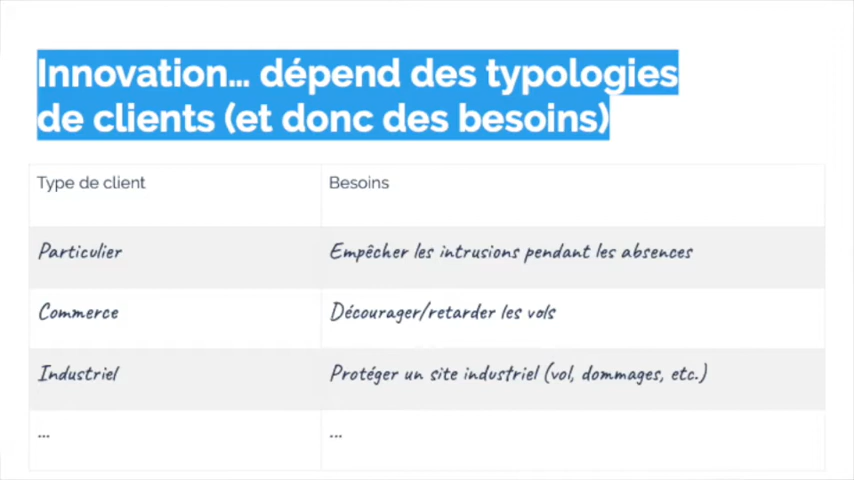 Innovation... dépend des typologies
de clients (et donc des besoins)
Type de client
Besoins
Particulier
Empêcher les intrusions pendant les absences
Commerce
Décourager/retarder les vols
Industriel
Protéger un site industriel (vol, dommages, etc.)
...
...